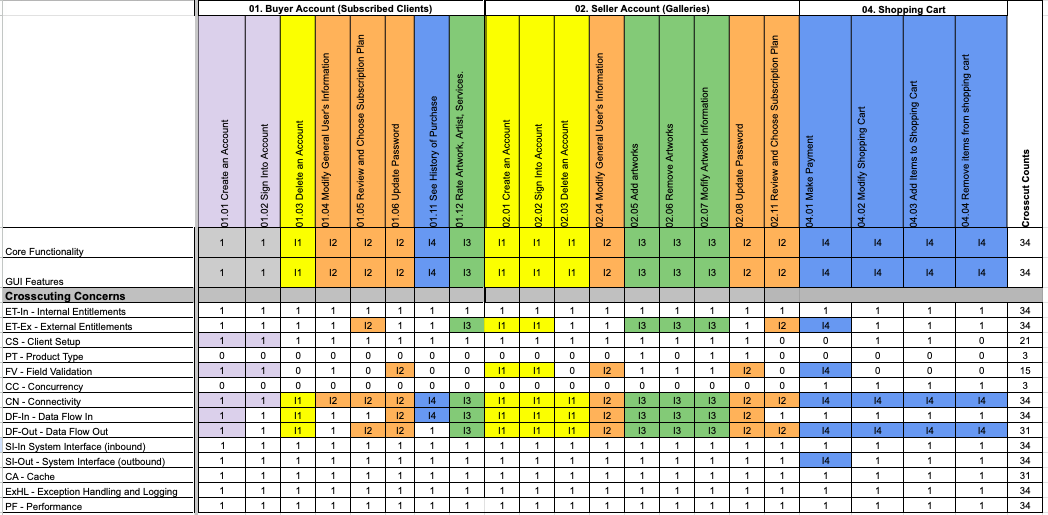 01. Buyer Account (Subscribed Clients) 02. Seller Account (Galleries) 04. Shopping Cart
01.01 Create an Account
01.02 Sign Into Account
01.03 Delete an Account
01.04 Modify General User's Information
01.05 Review and Choose Subscription Plan
01.06 Update Password
01.11 See History of Purchase
01.12 Rate Artwork, Artist, Services.
02.01 Create an Account
02.02 Sign Into Account
02.03 Delete an Account
02.04 Modify General User's Information
02.05 Add artworks
02.06 Remove Artworks
02.07 Mofify Artwork Information
02.08 Update Password
02.11 Review and Choose Subscription Plan
04.01 Make Payment
04.02 Modify Shopping Cart
04.03 Add Items to Shopping Cart
04.04 Remove items from shopping cart
Crosscut Counts
Core Functionality 1 1 I1 I2 I2 I2 I4 I3 I1 I1 I1 I2 I3 I3 I3 I2 I2 I4 I4 I4 I4 34
GUI Features 1 1 I1 I2 I2 I2 I4 I3 I1 I1 I1 I2 I3 I3 I3 I2 I2 I4 I4 I4 I4 34
Crosscuting Concerns
ET-In - Internal Entitlements 1 1 1 1 1 1 1 1 1 1 1 1 1 1 1 1 1 1 1 1 1 34
ET-Ex - External Entitlements 1 1 1 1 I2 1 1 I3 I1 I1 1 1 I3 I3 I3 1 I2 I4 1 1 1 34
CS - Client Setup 1 1 1 1 1 1 1 1 1 1 1 1 1 1 1 1 0 0 1 1 0 21
PT - Product Type 0 0 0 0 0 0 0 0 0 0 0 0 1 0 1 1 0 0 0 0 0 3
FV - Field Validation 1 1 0 1 0 I2 0 0 I1 I1 0 I2 1 1 1 I2 0 I4 0 0 0 15
CC - Concurrency 0 0 0 0 0 0 0 0 0 0 0 0 0 0 0 0 0 1 1 1 1 3
CN - Connectivity 1 1 I1 I2 I2 I2 I4 I3 I1 I1 I1 I2 I3 I3 I3 I2 I2 I4 I4 I4 I4 34
DF-In - Data Flow In 1 1 I1 1 1 I2 I4 I3 I1 I1 I1 I2 I3 I3 I3 I2 1 1 1 1 1 34
DF-Out - Data Flow Out 1 1 I1 1 I2 I2 1 I3 I1 I1 I1 I2 I3 I3 I3 I2 I2 I4 I4 I4 I4 31
SI-In System Interface (inbound) 1 1 1 1 1 1 1 1 1 1 1 1 1 1 1 1 1 1 1 1 1 34
SI-Out - System Interface (outbound) 1 1 1 1 1 1 1 1 1 1 1 1 1 1 1 1 1 I4 1 1 1 34
CA - Cache 1 1 1 1 1 1 1 1 1 1 1 1 1 1 1 1 1 1 1 1 1 31
ExHL - Exception Handling and Logging 1 1 1 1 1 1 1 1 1 1 1 1 1 1 1 1 1 1 1 1 1 34
PF - Performance 1 1 1 1 1 1 1 1 1 1 1 1 1 1 1 1 1 1 1 1 1 34